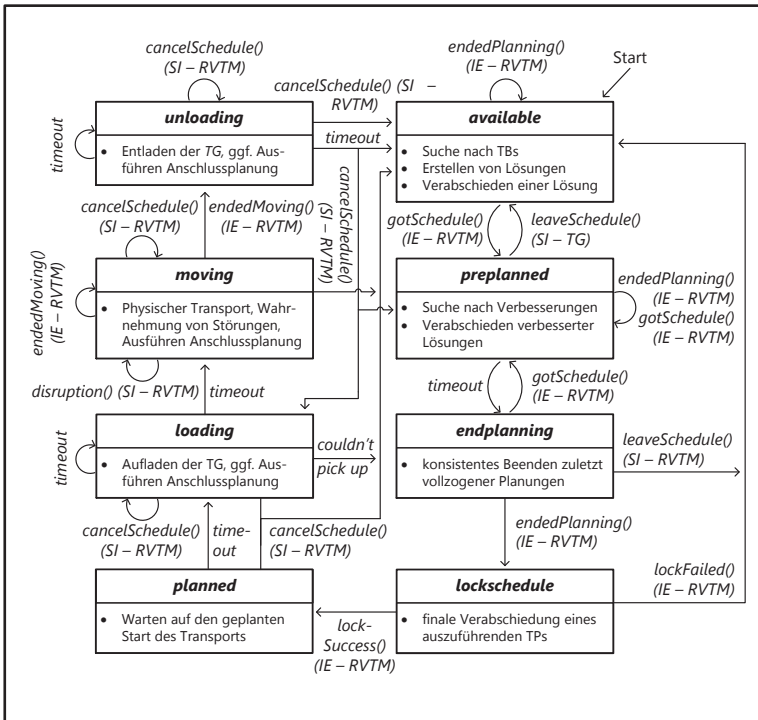 cancelSchedule()
(SI – RVTM)
cancelSchedule() (SI –
RVTM)
endedPlanning()
(IE – RVTM)
Start
unloading
timeout
• Entladen der TG, ggf. Aus-
führen Anschlussplanung
timeout
available
• Suche nach TBs
• Erstellen von Lösungen
• Verabschieden einer Lösung
cancelSchedule()
(SI – RVTM)
endedMoving()
(IE – RVTM)
cancelSchedule()
(SI – RVTM)
gotSchedule()
(IE – RVTM)
leaveSchedule()
(SI – TG)
moving
endedMoving()
(IE – RVTM)
• Physischer Transport, Wahr-
nehmung von Störungen,
Ausführen Anschlussplanung
preplanned
• Suche nach Verbesserungen
• Verabschieden verbesserter
Lösungen
endedPlanning()
(IE – RVTM)
gotSchedule()
(IE – RVTM)
disruption() (SI – RVTM)
timeout
timeout
gotSchedule()
(IE – RVTM)
loading
timeout
• Aufladen der TG, ggf. Aus-
führen Anschlussplanung
couldn't
pick up
endplanning
• konsistentes Beenden zuletzt
vollzogener Planungen
leaveSchedule()
(SI – RVTM)
cancelSchedule()
(SI – RVTM)
time-
out
cancelSchedule()
(SI – RVTM)
endedPlanning()
(IE – RVTM)
planned
• Warten auf den geplanten
Start des Transports
lock-
Success()
(IE – RVTM)
lockschedule
• finale Verabschiedung eines
auszuführenden TPs
lockFailed()
(IE – RVTM)